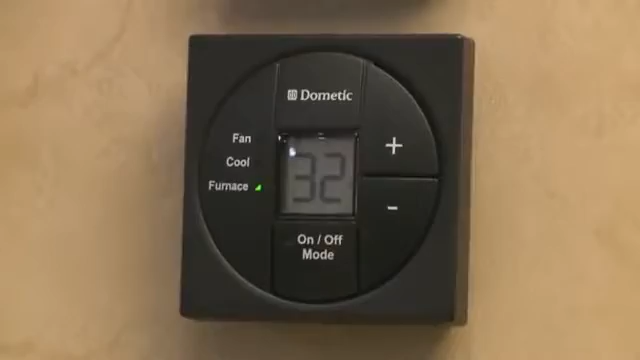 Dometic
Fan
Cool
Furnace
32
+
-
On / Off
Mode